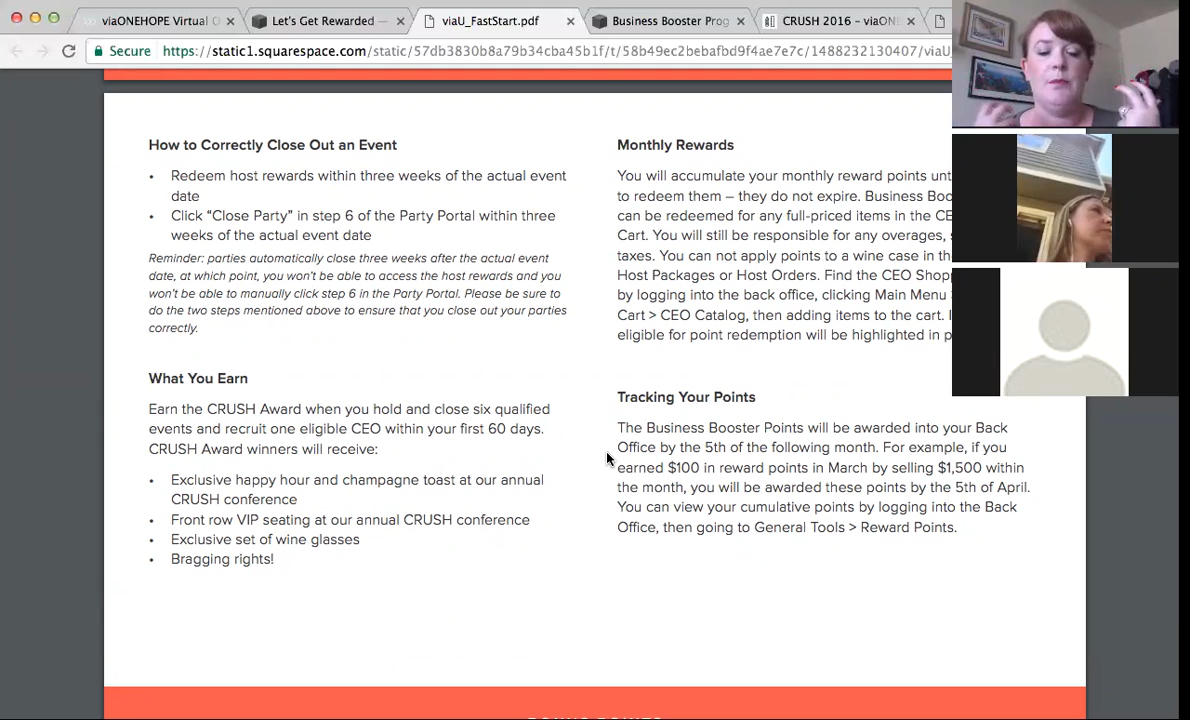 viaONEHOPE Virtual O
Let's Get Rewarded –
viaU_FastStart.pdf
Business Booster Prog
CRUSH 2016 – viaON
Secure
https://static1.squarespace.com/static/57db3830b8a79b34cba45b1f/t/58b49ec2bebafbd9f4ae7e7c/1488232130407/viaU
How to Correctly Close Out an Event
• Redeem host rewards within three weeks of the actual event
date
• Click “Close Party” in step 6 of the Party Portal within three
weeks of the actual event date
Reminder: parties automatically close three weeks after the actual event
date, at which point, you won't be able to access the host rewards and you
won't be able to manually click step 6 in the Party Portal. Please be sure to
do the two steps mentioned above to ensure that you close out your parties
correctly.
What You Earn
Earn the CRUSH Award when you hold and close six qualified
events and recruit one eligible CEO within your first 60 days.
CRUSH Award winners will receive:
• Exclusive happy hour and champagne toast at our annual
CRUSH conference
• Front row VIP seating at our annual CRUSH conference
• Exclusive set of wine glasses
• Bragging rights!
Monthly Rewards
You will accumulate your monthly reward points unt
to redeem them – they do not expire. Business Boo
can be redeemed for any full-priced items in the CE
Cart. You will still be responsible for any overages, s
taxes. You can not apply points to a wine case in the
Host Packages or Host Orders. Find the CEO Shop
by logging into the back office, clicking Main Menu >
Cart > CEO Catalog, then adding items to the cart. I
eligible for point redemption will be highlighted in p
Tracking Your Points
The Business Booster Points will be awarded into your Back
Office by the 5th of the following month. For example, if you
earned $100 in reward points in March by selling $1,500 within
the month, you will be awarded these points by the 5th of April.
You can view your cumulative points by logging into the Back
Office, then going to General Tools > Reward Points.